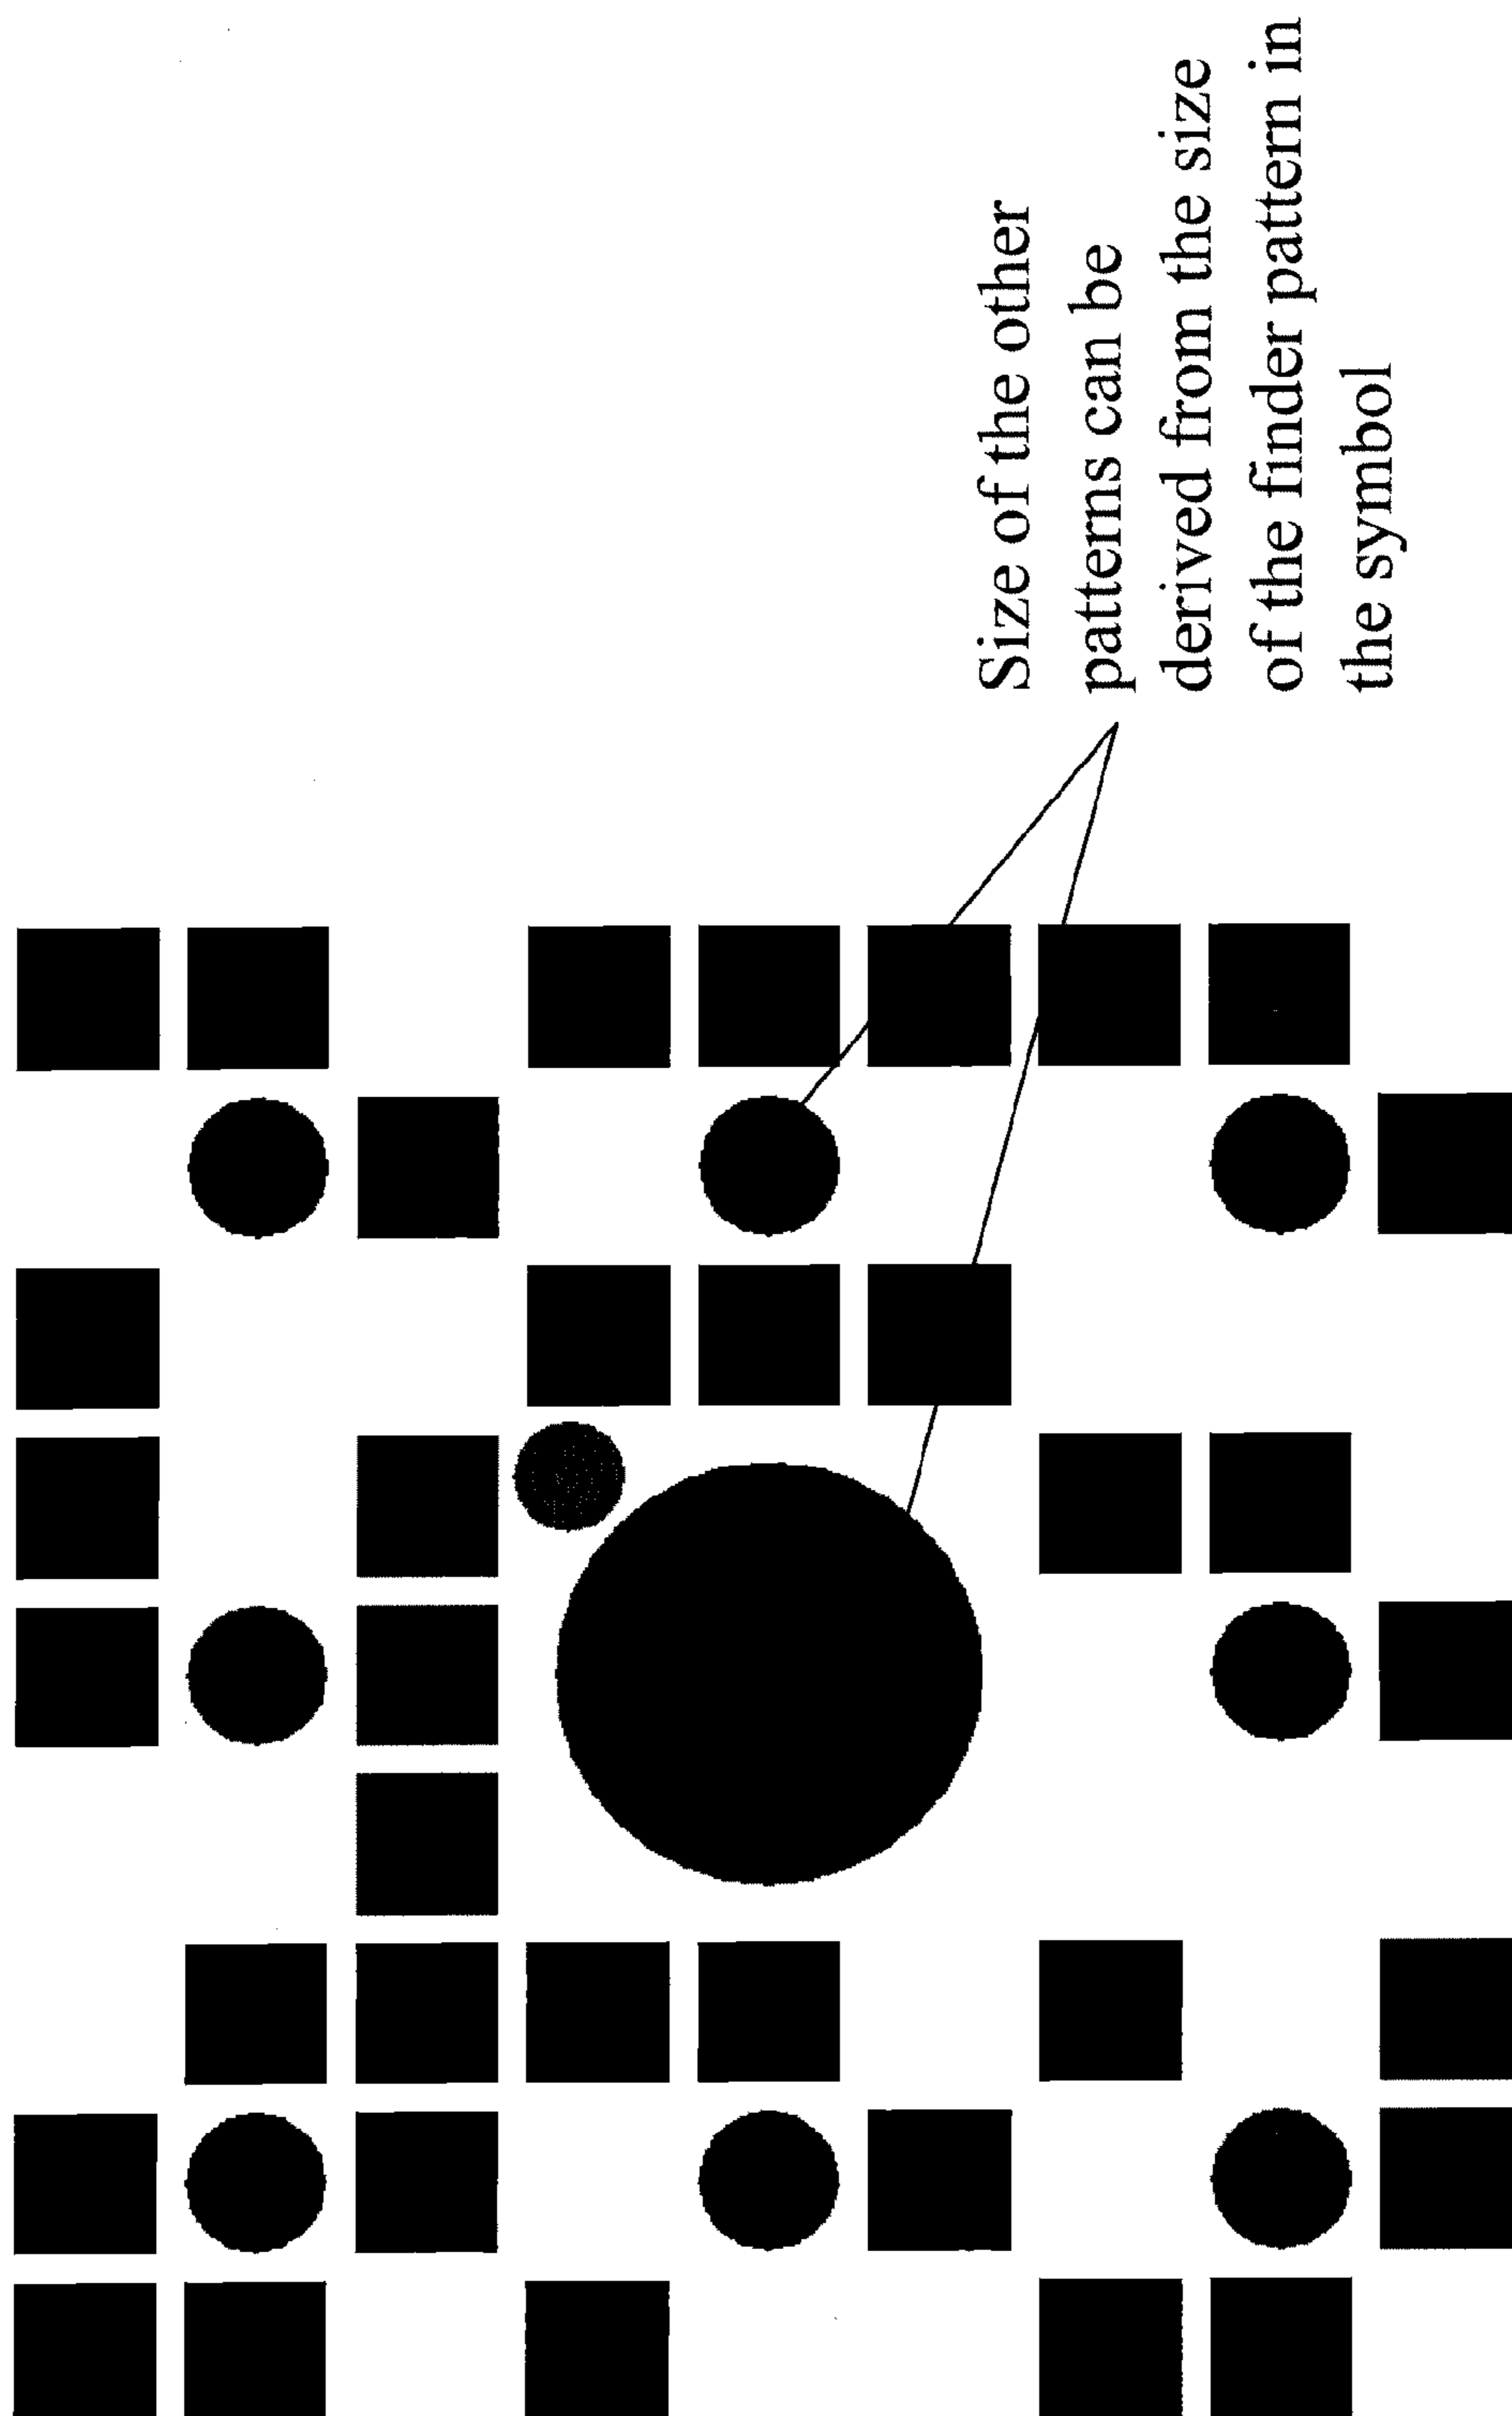 Size of the other
patterns can be
derived from the size
of the finder pattern in
the symbol